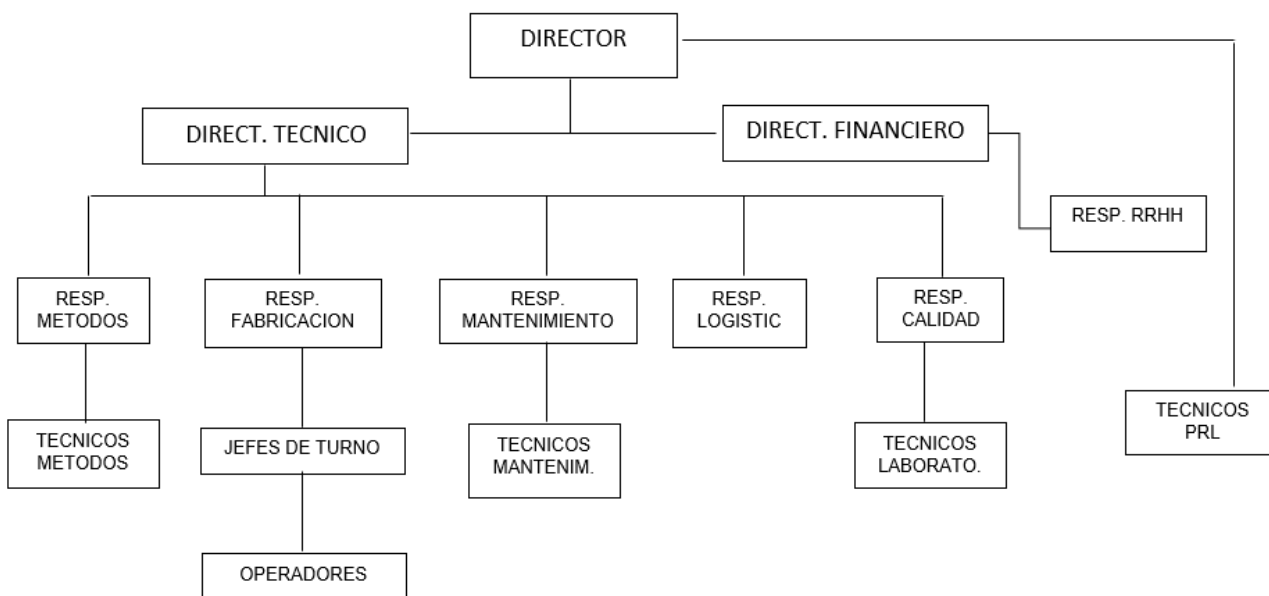 DIRECTOR
DIRECT. TECNICO
DIRECT. FINANCIERO
RESP. RRHH
RESP.
METODOS
RESP.
FABRICACION
RESP.
MANTENIMIENTO
RESP.
LOGISTIC
RESP.
CALIDAD
TECNICOS
PRL
TECNICOS
METODOS
JEFES DE TURNO
TECNICOS
MANTENIM.
TECNICOS
LABORATO.
OPERADORES